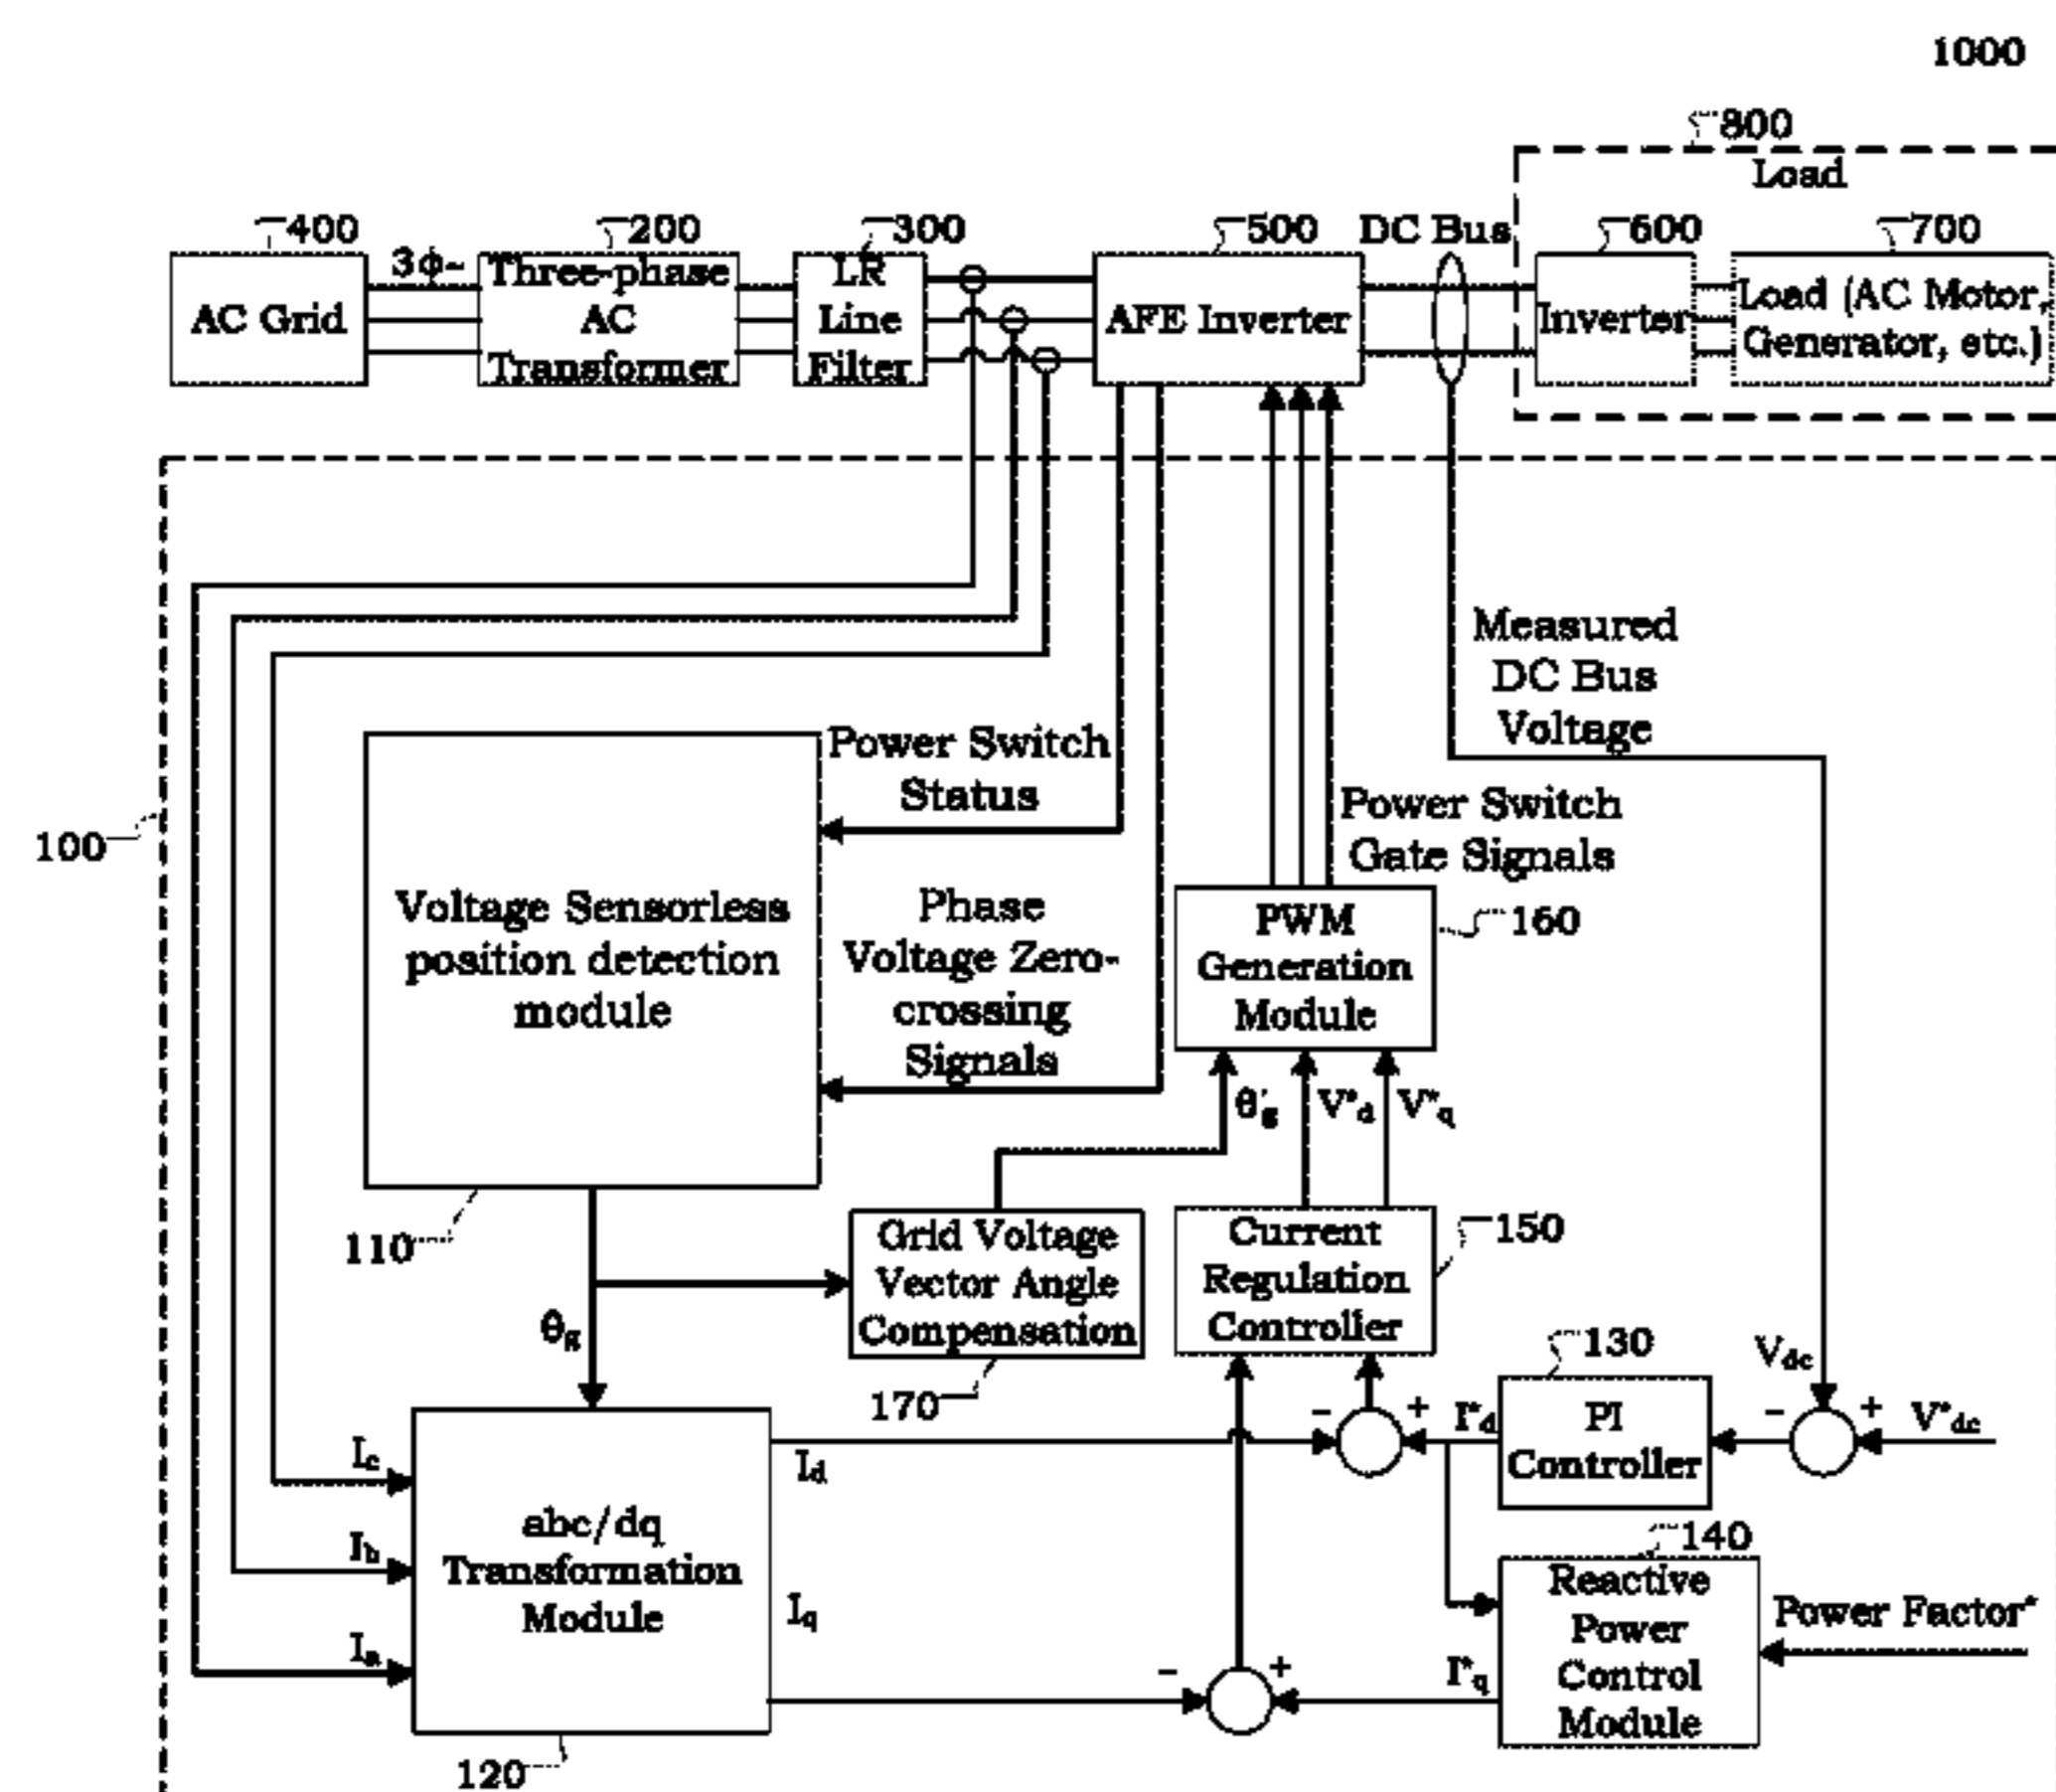 1000
800
Load
400
200
300
500
DC Bus
600
700
3ϕ~
AC Grid
Three-phase
AC
Transformer
LR
Line
Filter
AFE Inverter
Inverter
Load (AC Motor,
Generator, etc.)
Measured
DC Bus
Voltage
Power Switch
Status
Power Switch
Gate Signals
100
Voltage Sensorless
position detection
module
Phase
Voltage Zero-
crossing
Signals
PWM
Generation
Module
160
θ'g
V*d
V*q
110
Grid Voltage
Vector Angle
Compensation
170
Current
Regulation
Controller
150
θg
130
PI
Controller
Vdc
- +
V*dc
- +
I*d
Id
Ic
Ib
Ia
abc/dq
Transformation
Module
Iq
120
140
Reactive
Power
Control
Module
Power Factor*
- +
I*q